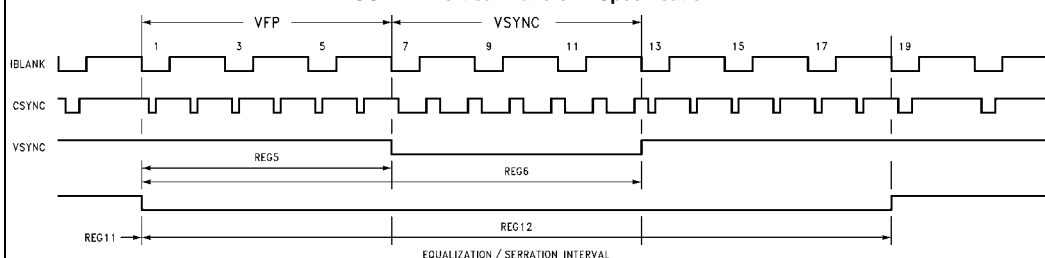 VFP VSYNC
1 3 5 7 9 11 13 15 17 19
IBLANK
CSYNC
VSYNC
REG5
REG6
REG12
REG11
EQUALIZATION / SERRATION INTERVAL